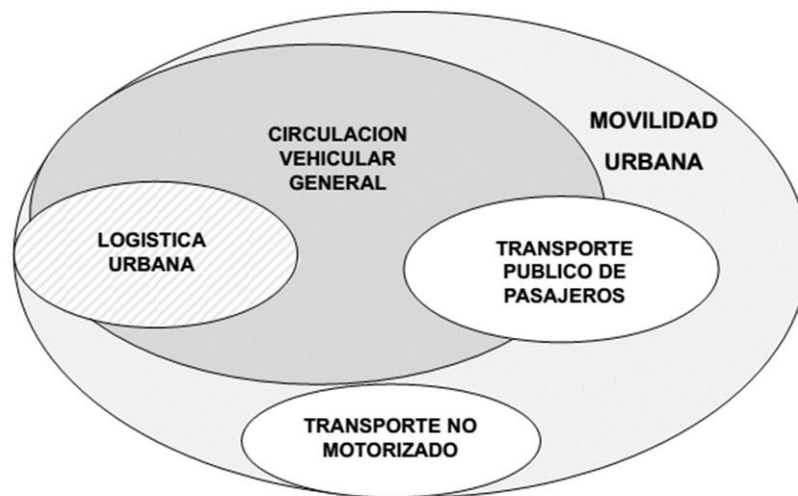 CIRCULACION
VEHICULAR
GENERAL
MOVILIDAD
URBANA
LOGISTICA
URBANA
TRANSPORTE
PUBLICO DE
PASAJEROS
TRANSPORTE NO
MOTORIZADO